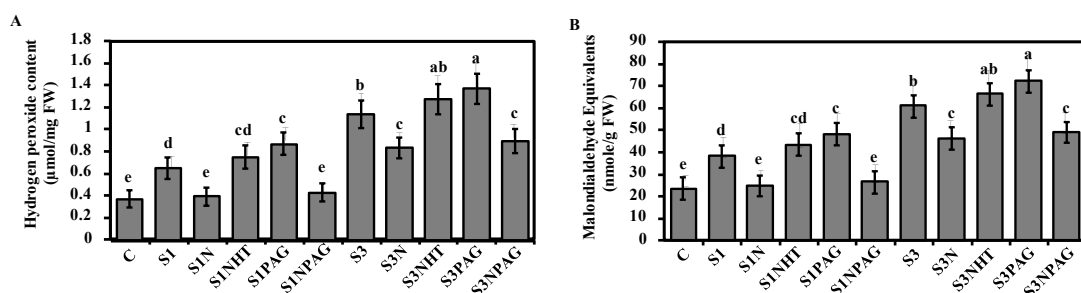 A
Hydrogen peroxide content
(µmol/mg FW)
1.8
1.6
1.4
1.2
1
0.8
0.6
0.4
0.2
0
e
d
e
cd
c
e
b
c
ab
a
c
C
S1
S1N
S1NHT
S1PAG
S1NPAG
S3
S3N
S3NHT
S3PAG
S3NPAG
B
Malondialdehyde Equivalents
(nmole/g FW)
90
80
70
60
50
40
30
20
10
0
e
d
e
cd
c
e
b
c
ab
a
c
C
S1
S1N
S1NHT
S1PAG
S1NPAG
S3
S3N
S3NHT
S3PAG
S3NPAG